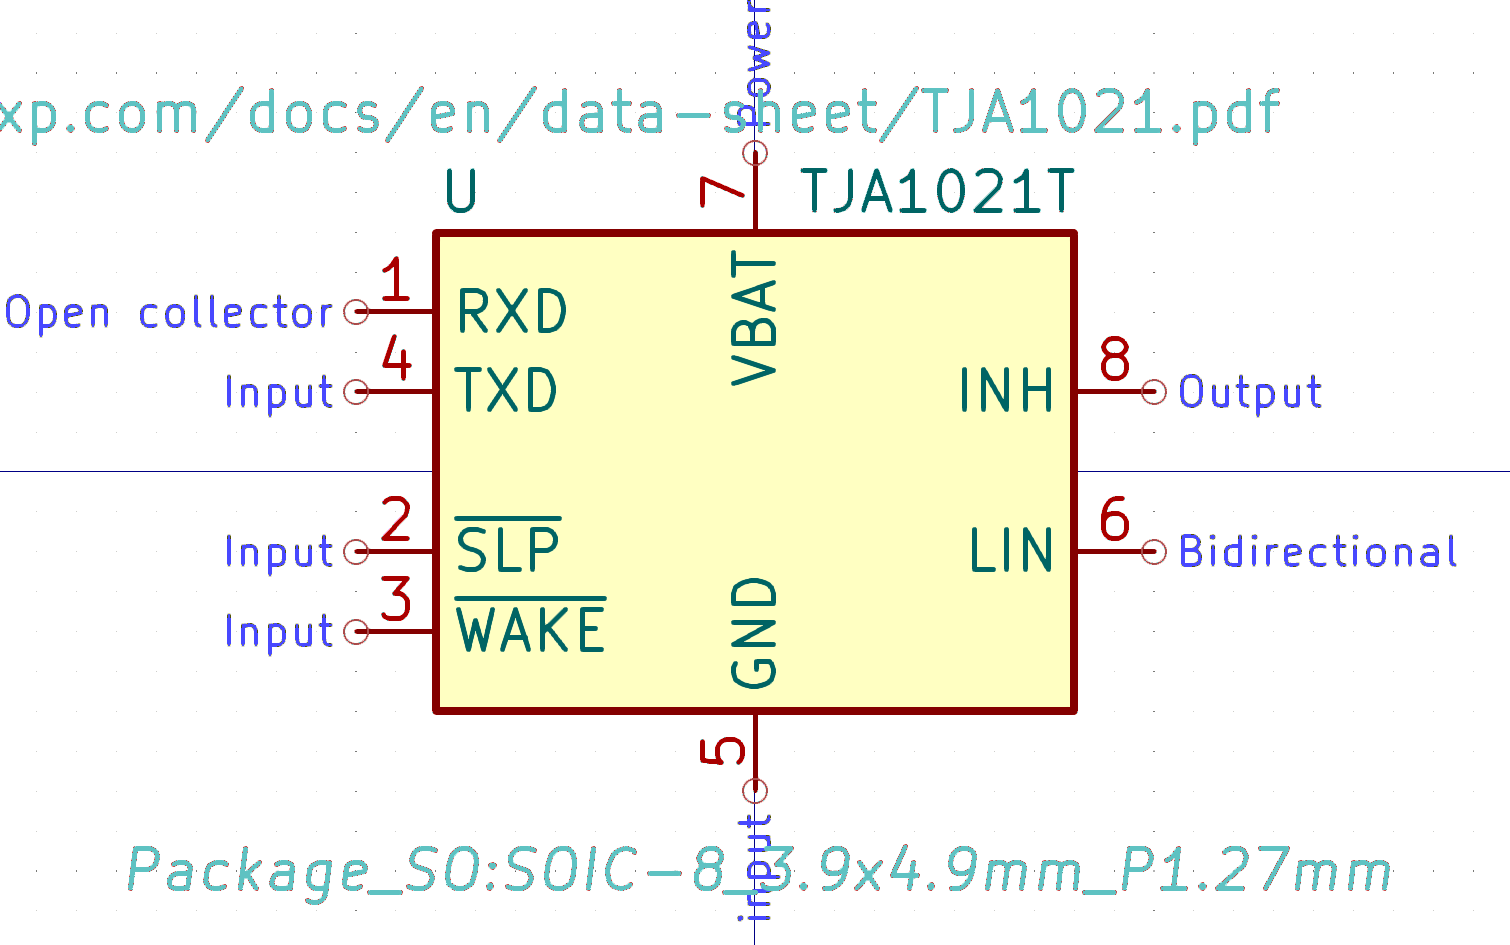 Power
xp.com/docs/en/data-sheet/TJA1021.pdf
U
7
TJA1021T
VBAT
Open collector 1 RXD
Input 4 TXD
INH 8 Output
Input 2 SLP
LIN 6 Bidirectional
Input 3 WAKE
GND
5
input
Package_SO:SOIC-8_3.9x4.9mm_P1.27mm